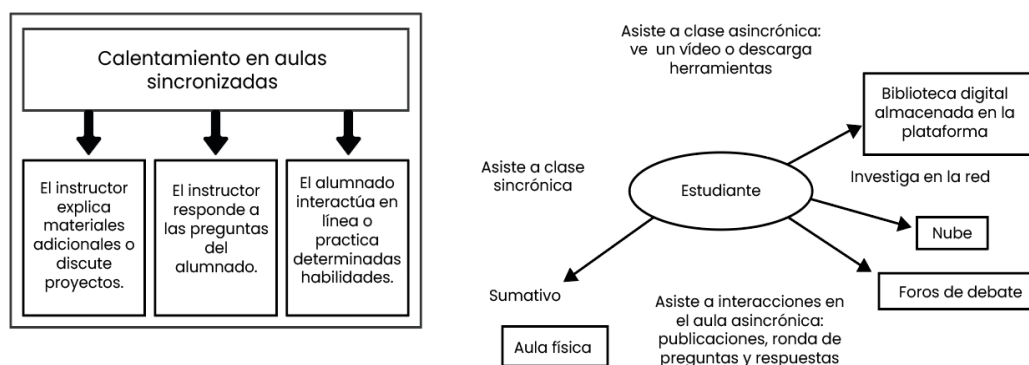 Calentamiento en aulas
sincronizadas
El instructor
explica
materiales
adicionales o
discute
proyectos.
El instructor
responde a
las preguntas
del
alumnado.
El alumnado
interactúa en
línea o
practica
determinadas
habilidades.
Asiste a clase asincrónica:
ve un vídeo o descarga
herramientas
Biblioteca digital
almacenada en la
plataforma
Asiste a clase
sincrónica
Estudiante
Investiga en la red
Nube
Sumativo
Foros de debate
Asiste a interacciones en
el aula asincrónica:
publicaciones, ronda de
preguntas y respuestas
Aula física